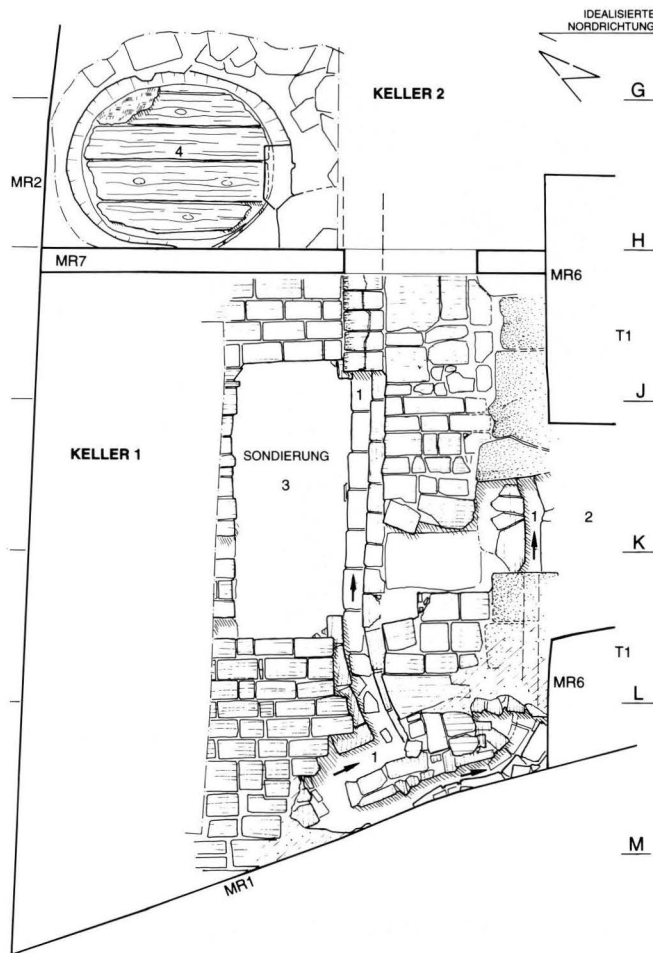 IDEALISIERTE
NORDRICHTUNG
KELLER 2
G
4
MR2
H
MR7
MR6
T1
1
J
KELLER 1
SONDIERUNG
3
1
2
K
T1
MR6
L
1
M
MR1